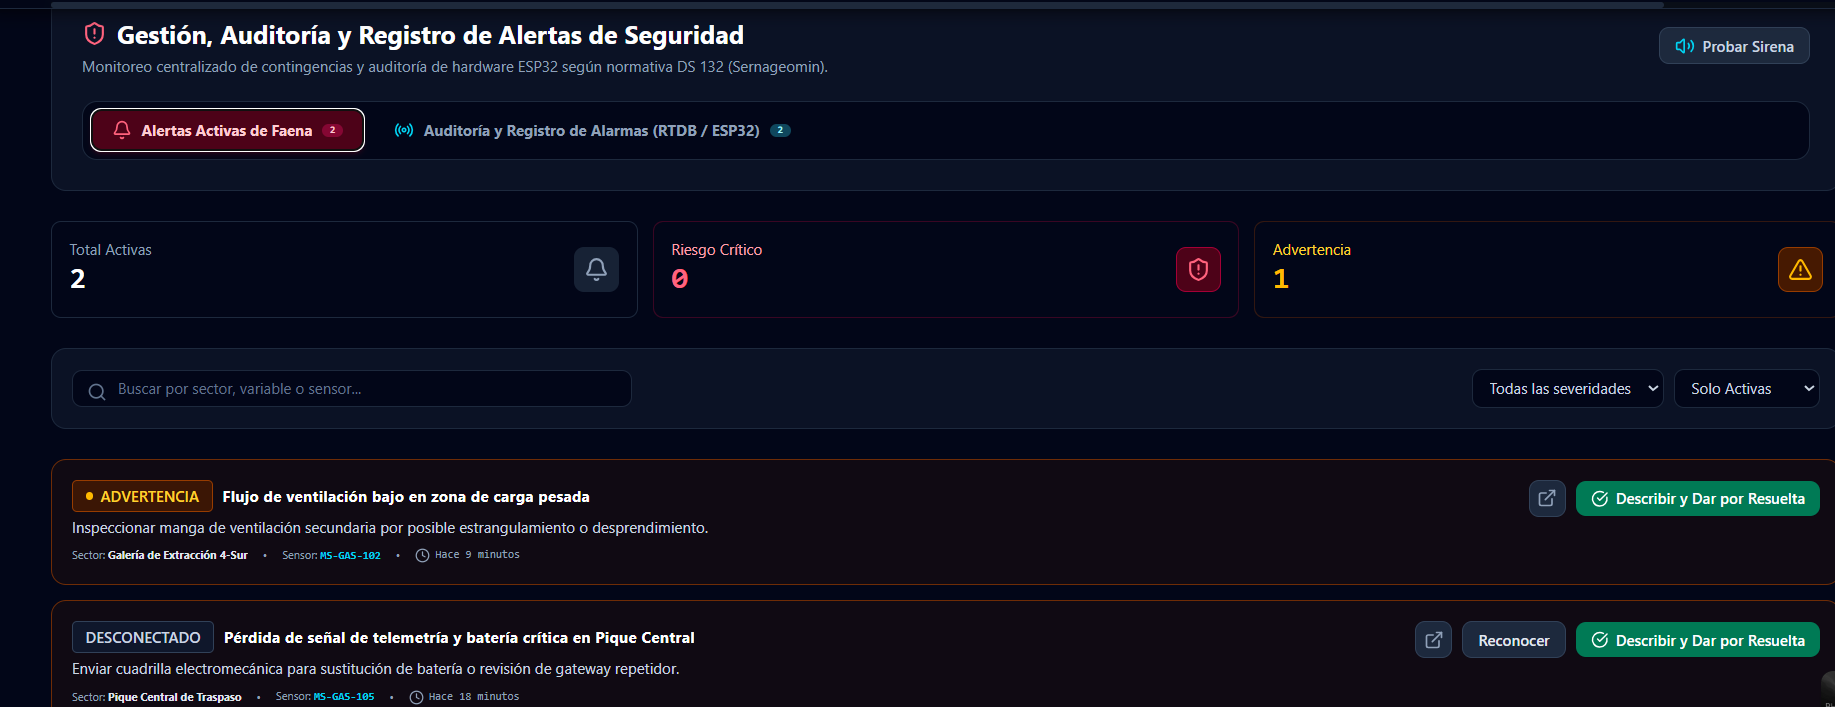 Gestión, Auditoría y Registro de Alertas de Seguridad
Probar Sirena
Monitoreo centralizado de contingencias y auditoría de hardware ESP32 según normativa DS 132 (Sernageomin).
Alertas Activas de Faena 2
Auditoría y Registro de Alarmas (RTDB / ESP32) 2
Total Activas
2
Riesgo Crítico
0
Advertencia
1
Buscar por sector, variable o sensor...
Todas las severidades
Solo Activas
ADVERTENCIA Flujo de ventilación bajo en zona de carga pesada
Describir y Dar por Resuelta
Inspeccionar manga de ventilación secundaria por posible estrangulamiento o desprendimiento.
Sector: Galería de Extracción 4-Sur • Sensor: MS-GAS-102 • Hace 9 minutos
DESCONECTADO Pérdida de señal de telemetría y batería crítica en Pique Central
Reconocer
Describir y Dar por Resuelta
Enviar cuadrilla electromecánica para sustitución de batería o revisión de gateway repetidor.
Sector: Pique Central de Traspaso • Sensor: MS-GAS-105 • Hace 18 minutos